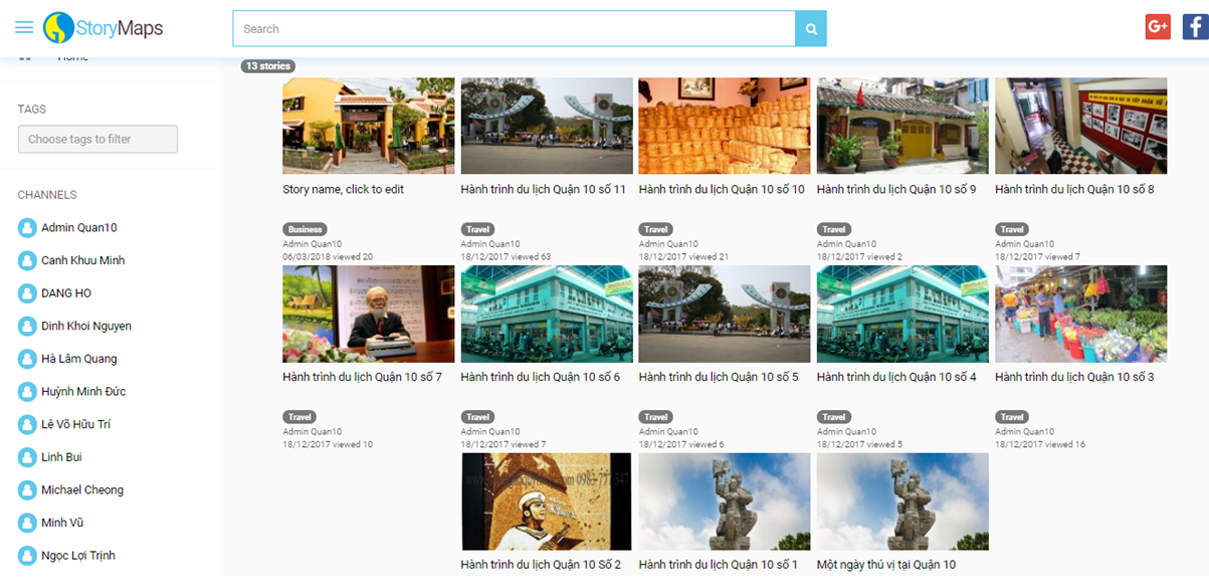 StoryMaps
Search
G+ f
Home
TAGS
Choose tags to filter
CHANNELS
Admin Quan10
Canh Khuu Minh
DANG HO
Dinh Khoi Nguyen
Hà Lâm Quang
Huỳnh Minh Đức
Lê Võ Hữu Trí
Linh Bui
Michael Cheong
Minh Vũ
Ngọc Lợi Trịnh
13 stories
Story name, click to edit
Business
Admin Quan10
06/03/2018 viewed 20
Hành trình du lịch Quận 10 số 11
Travel
Admin Quan10
18/12/2017 viewed 63
Hành trình du lịch Quận 10 số 10
Travel
Admin Quan10
18/12/2017 viewed 21
Hành trình du lịch Quận 10 số 9
Travel
Admin Quan10
18/12/2017 viewed 2
Hành trình du lịch Quận 10 số 8
Travel
Admin Quan10
18/12/2017 viewed 7
Hành trình du lịch Quận 10 số 7
Travel
Admin Quan10
18/12/2017 viewed 10
Hành trình du lịch Quận 10 số 6
Travel
Admin Quan10
18/12/2017 viewed 7
Hành trình du lịch Quận 10 số 5
Travel
Admin Quan10
18/12/2017 viewed 6
Hành trình du lịch Quận 10 số 4
Travel
Admin Quan10
18/12/2017 viewed 5
Hành trình du lịch Quận 10 số 3
Travel
Admin Quan10
18/12/2017 viewed 16
0983 777 347
Hành trình du lịch Quận 10 Số 2
Hành trình du lịch Quận 10 số 1
Một ngày thú vị tại Quận 10